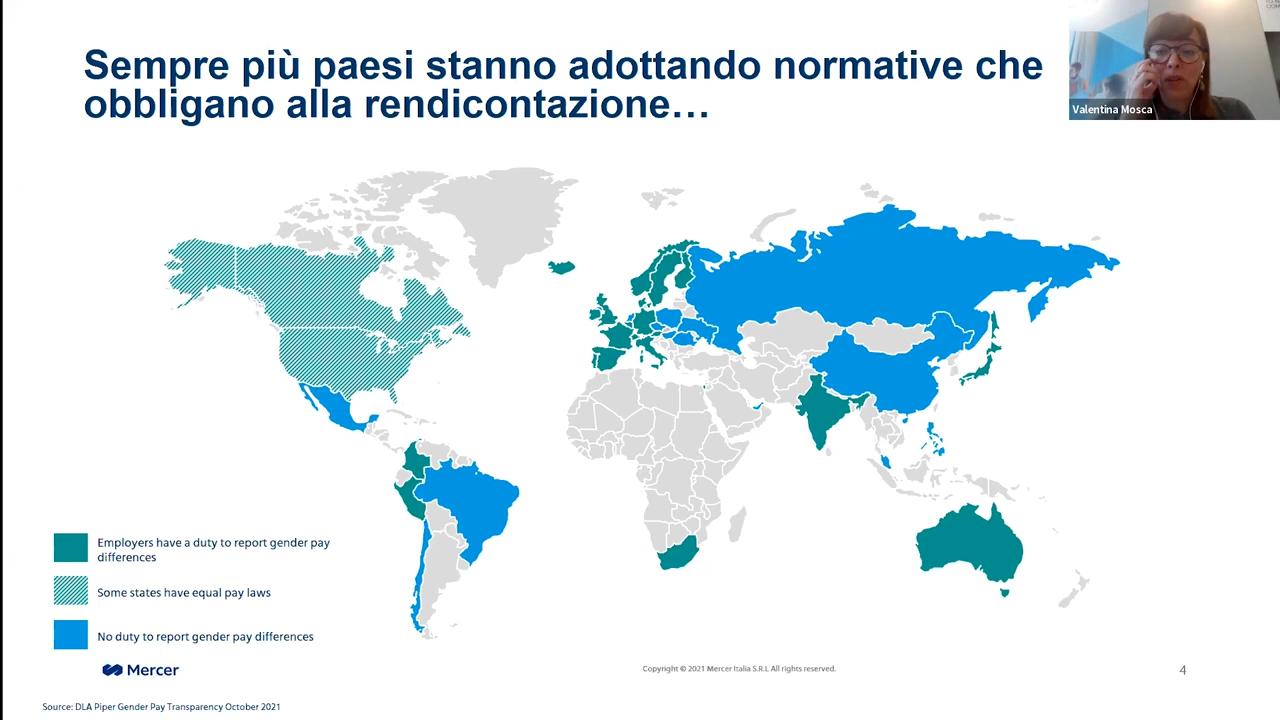 Sempre più paesi stanno adottando normative che
obbligano alla rendicontazione…
Valentina Mosca
Employers have a duty to report gender pay
differences
Some states have equal pay laws
No duty to report gender pay differences
Mercer
Copyright © 2021 Mercer Italia S.R.L All rights reserved.
4
Source: DLA Piper Gender Pay Transparency October 2021